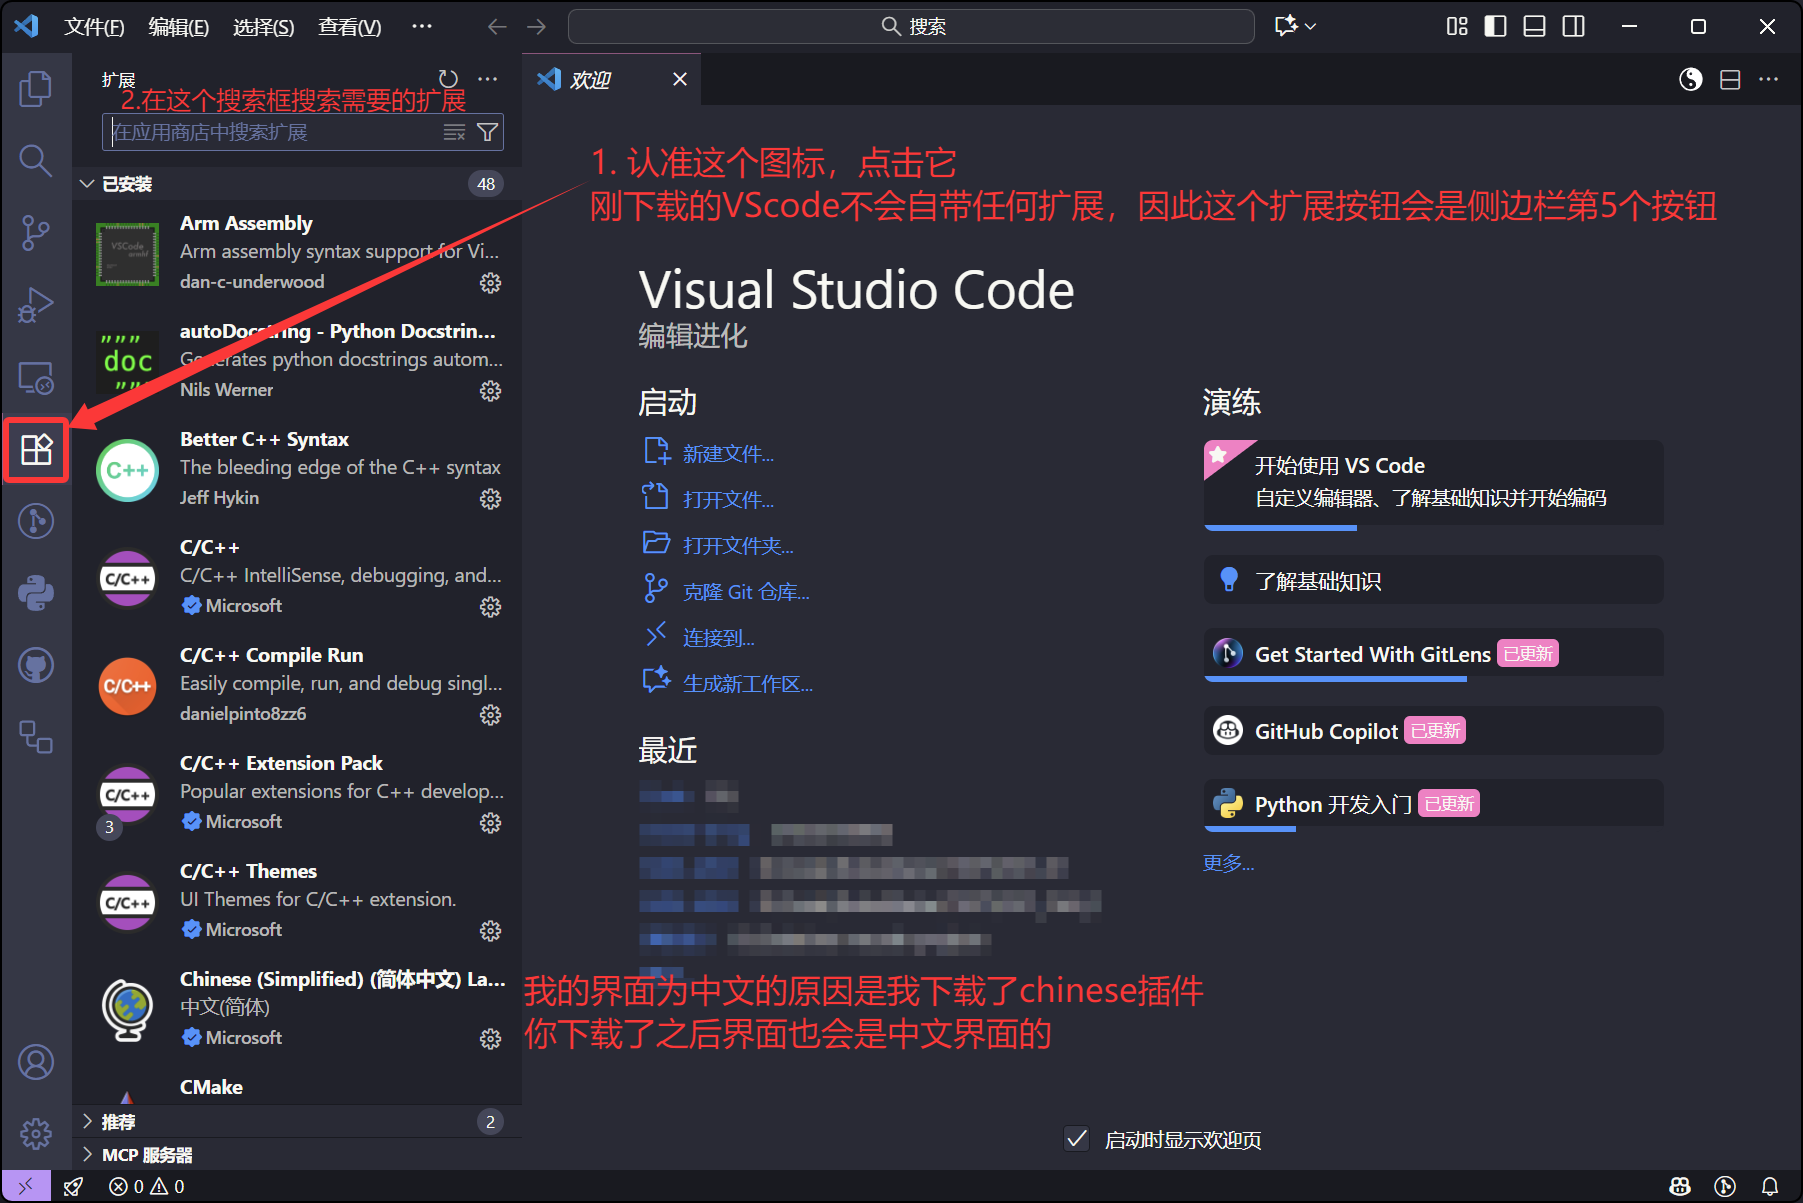 文件(F) 编辑(E) 选择(S) 查看(V) ··· 搜索
扩展
2.在这个搜索框搜索需要的扩展
在应用商店中搜索扩展
已安装 48
Arm Assembly
Arm assembly syntax support for Vi...
dan-c-underwood
autoDocstring - Python Docstrin...
Generates python docstrings autom...
Nils Werner
Better C++ Syntax
The bleeding edge of the C++ syntax
Jeff Hykin
C/C++
C/C++ IntelliSense, debugging, and...
Microsoft
C/C++ Compile Run
Easily compile, run, and debug singl...
danielpinto8zz6
C/C++ Extension Pack
Popular extensions for C++ develop...
Microsoft
3
C/C++ Themes
UI Themes for C/C++ extension.
Microsoft
Chinese (Simplified) (简体中文) La...
中文(简体)
Microsoft
CMake
推荐 2
MCP 服务器
0 0
VSCode
armhf
""" 
doc
"""
C++
C/C++
C/C++
C/C++
C/C++
欢迎
1. 认准这个图标，点击它
刚下载的VScode不会自带任何扩展，因此这个扩展按钮会是侧边栏第5个按钮
Visual Studio Code
编辑进化
启动
新建文件...
打开文件...
打开文件夹...
克隆 Git 仓库...
连接到...
生成新工作区...
最近
我的界面为中文的原因是我下载了chinese插件
你下载了之后界面也会是中文界面的
演练
开始使用 VS Code
自定义编辑器、了解基础知识并开始编码
了解基础知识
Get Started With GitLens 已更新
GitHub Copilot 已更新
Python 开发入门 已更新
更多...
启动时显示欢迎页